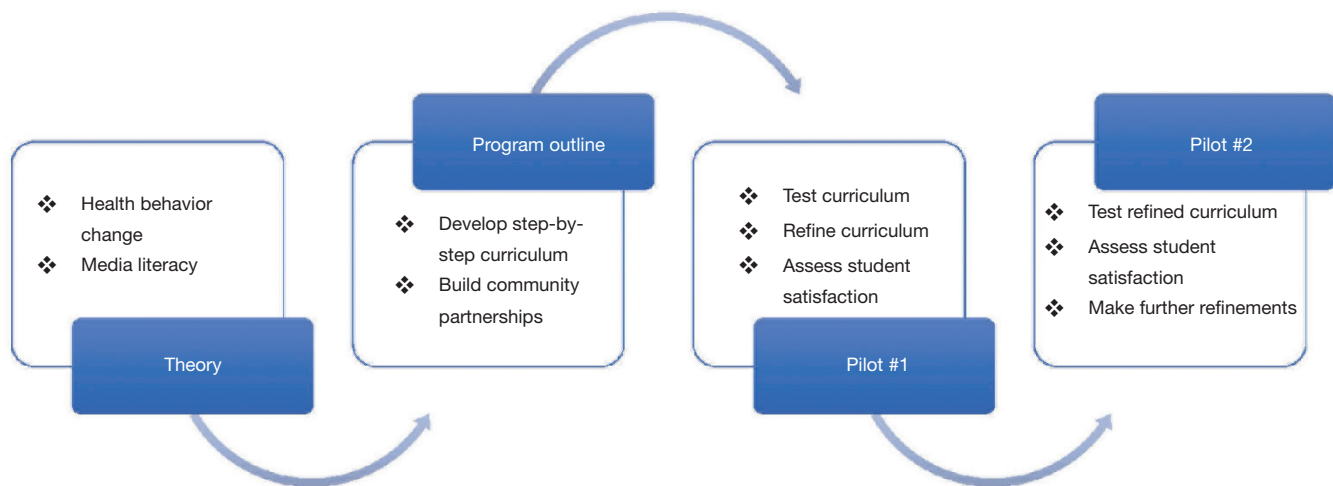 ❖ Health behavior
change
❖ Media literacy
Theory
Program outline
❖ Develop step-by-
step curriculum
❖ Build community
partnerships
❖ Test curriculum
❖ Refine curriculum
❖ Assess student
satisfaction
Pilot #1
Pilot #2
❖ Test refined curriculum
❖ Assess student
satisfaction
❖ Make further refinements